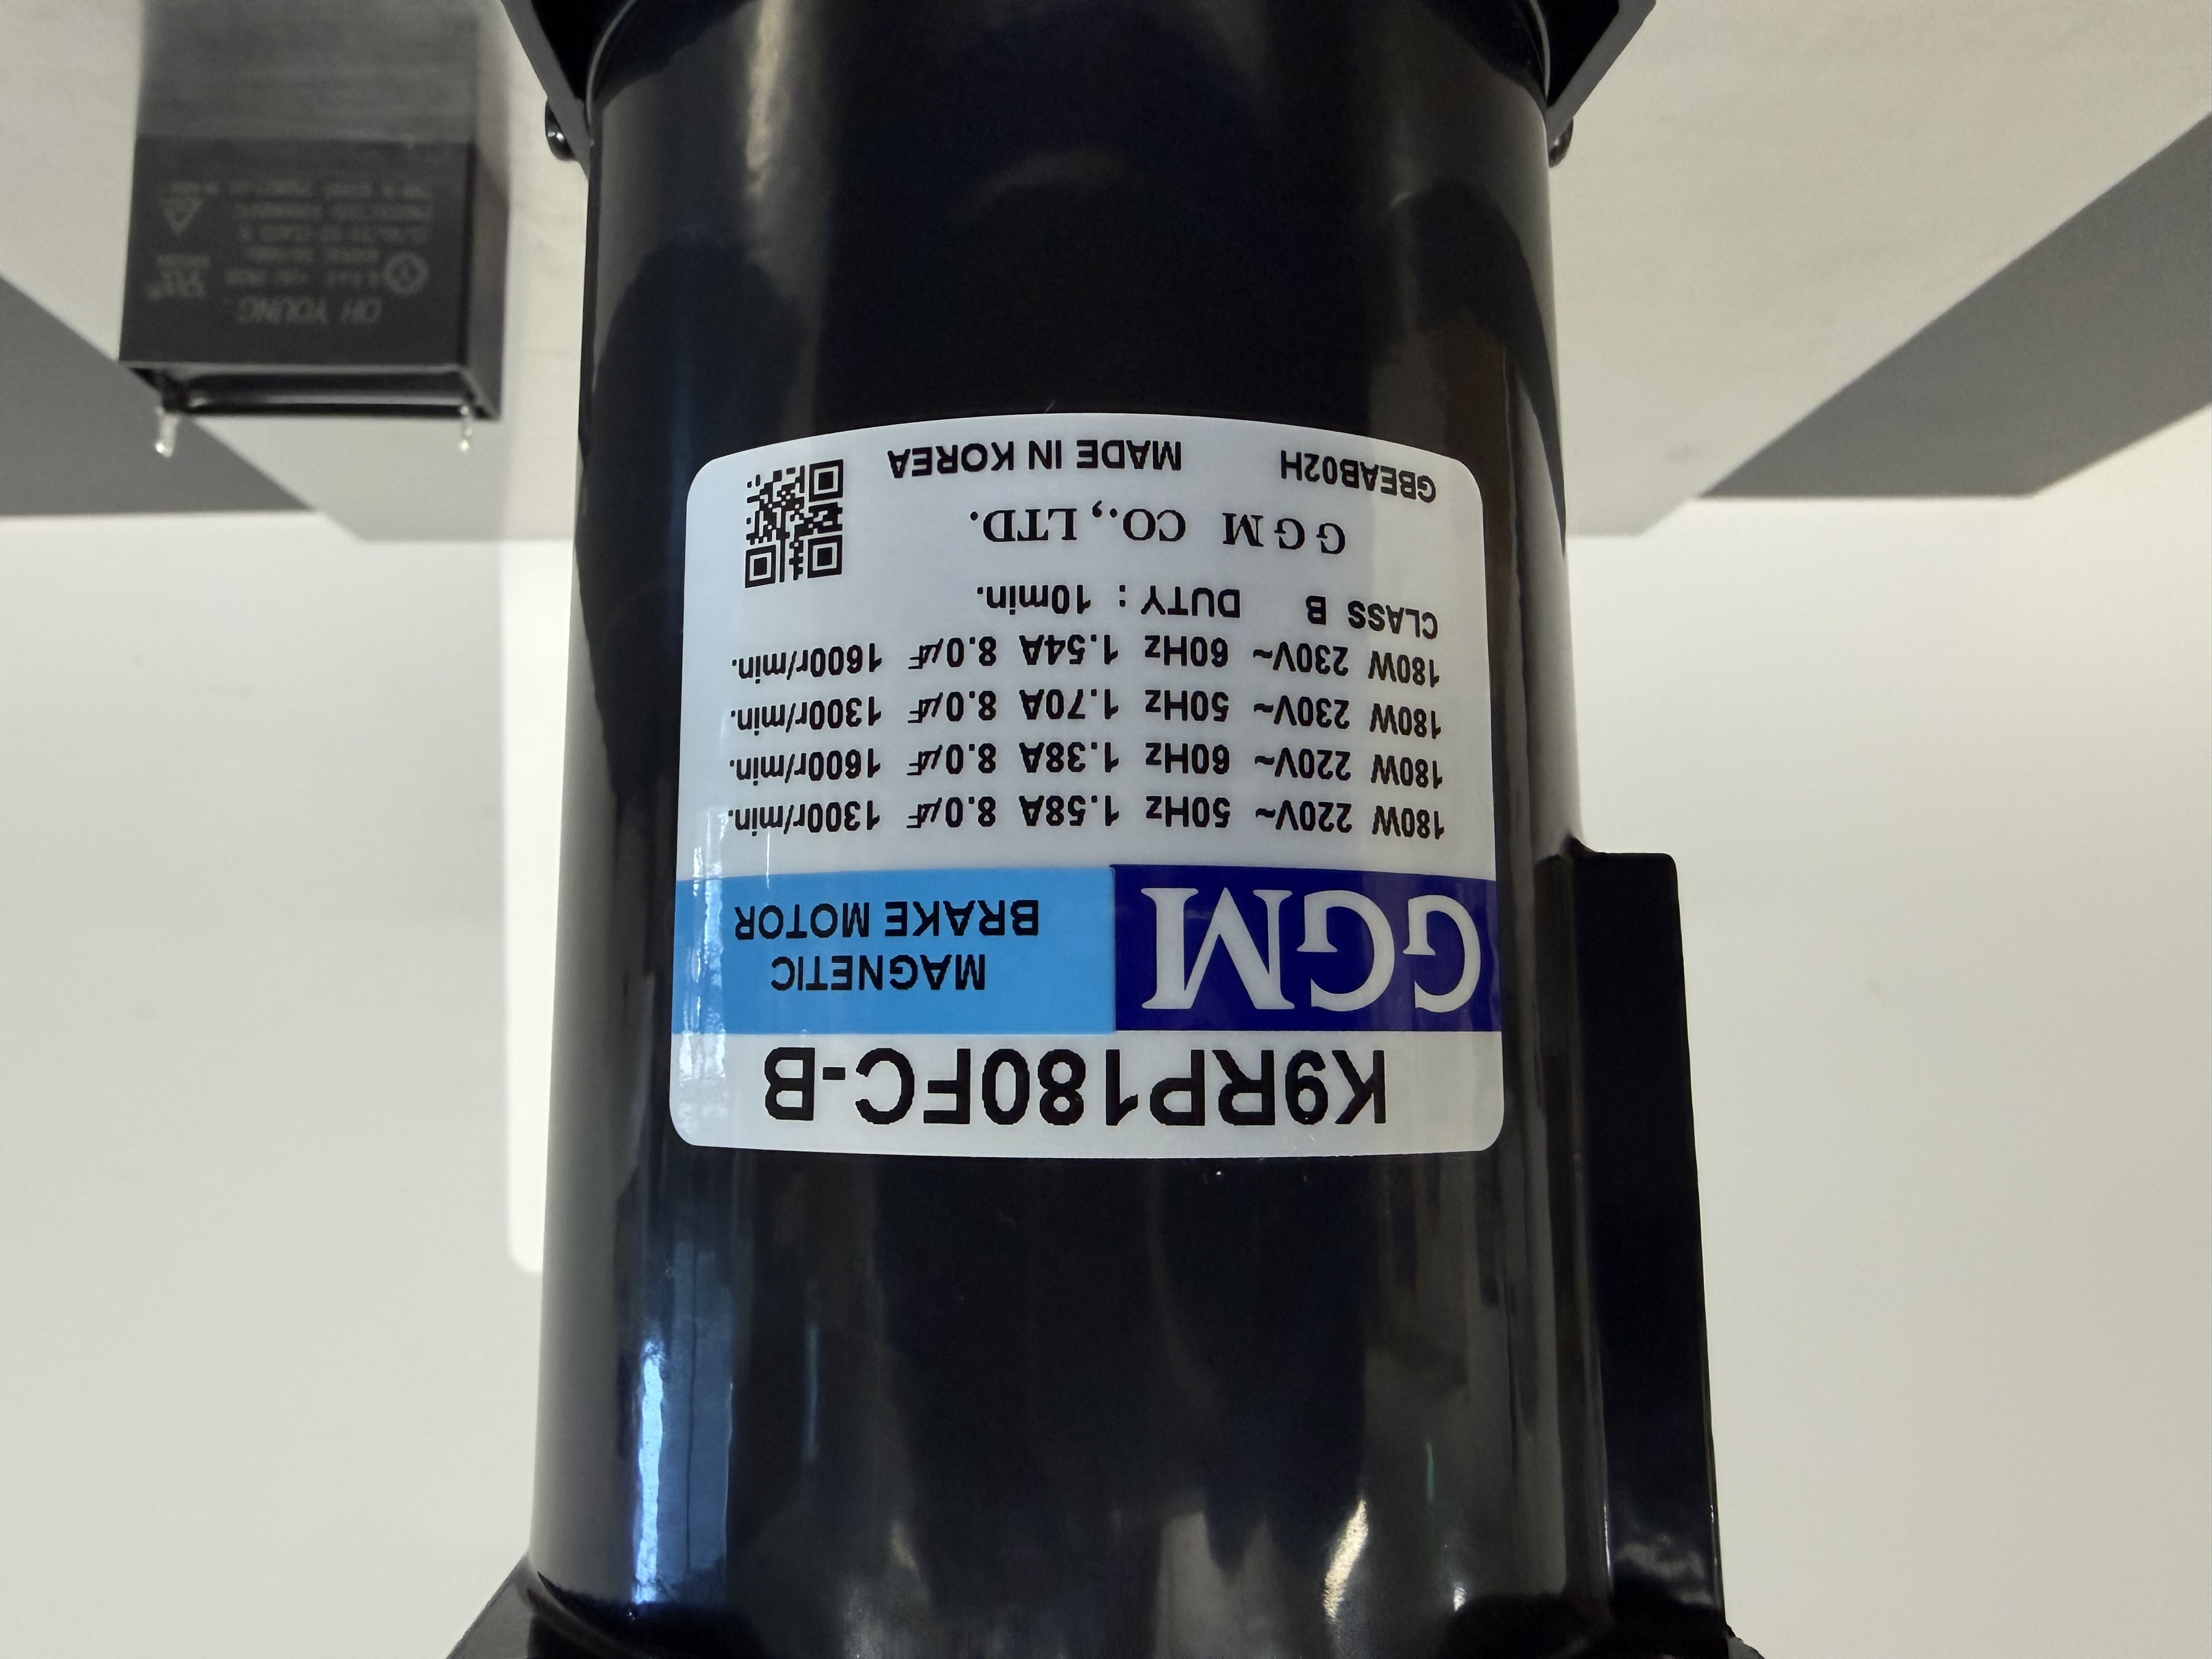 K9RP180FC-B
GGM
MAGNETIC
BRAKE MOTOR
180W 220V~ 50Hz 1.58A 8.0㎌ 1300r/min.
180W 220V~ 60Hz 1.38A 8.0㎌ 1600r/min.
180W 230V~ 50Hz 1.70A 8.0㎌ 1300r/min.
180W 230V~ 60Hz 1.54A 8.0㎌ 1600r/min.
CLASS B DUTY : 10min.
GGM CO., LTD.
GBEAB02H MADE IN KOREA
OH YOUNG